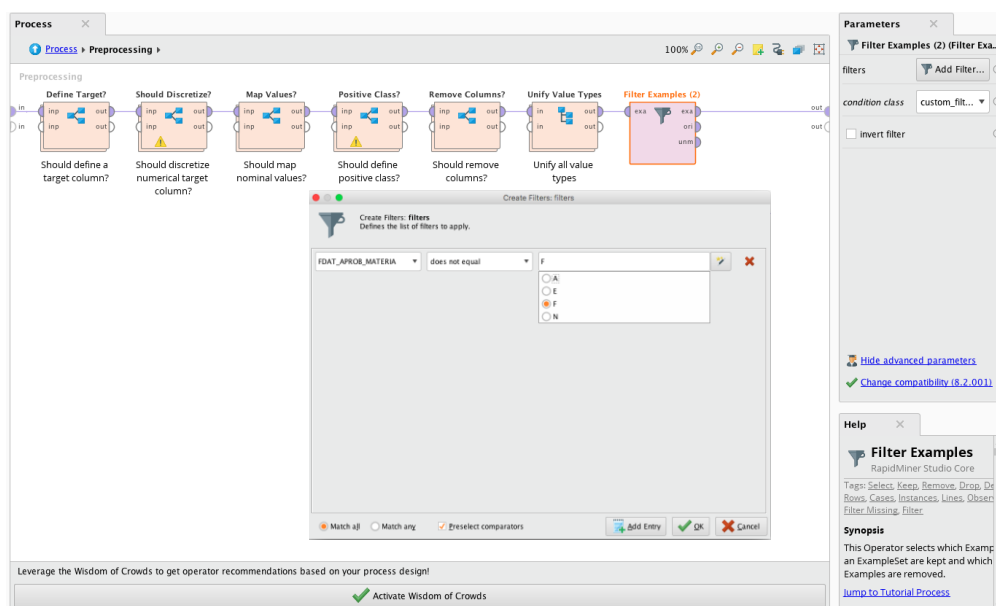 Process
Process ▸ Preprocessing ▸
100%
Preprocessing
Define Target?
Should Discretize?
Map Values?
Positive Class?
Remove Columns?
Unify Value Types
Filter Examples (2)
in
in
inp out
inp out
inp out
inp out
inp out
inp out
inp out
inp out
inp out
inp out
in out
in out
exa exa
ori
unm
out
out
Should define a
target column?
Should discretize
numerical target
column?
Should map
nominal values?
Should define
positive class?
Should remove
columns?
Unify all value
types
Create Filters: filters
Create Filters: filters
Defines the list of filters to apply.
FDAT_APROB_MATERIA
does not equal
F
A
E
F
N
Match all
Match any
Preselect comparators
Add Entry
OK
Cancel
Leverage the Wisdom of Crowds to get operator recommendations based on your process design!
Activate Wisdom of Crowds
Parameters
Filter Examples (2) (Filter Exa...
filters
Add Filter...
condition class
custom_filt...
invert filter
Hide advanced parameters
Change compatibility (8.2.001)
Help
Filter Examples
RapidMiner Studio Core
Tags: Select, Keep, Remove, Drop, De
Rows, Cases, Instances, Lines, Obser
Filter Missing, Filter
Synopsis
This Operator selects which Examp
an ExampleSet are kept and which
Examples are removed.
Jump to Tutorial Process